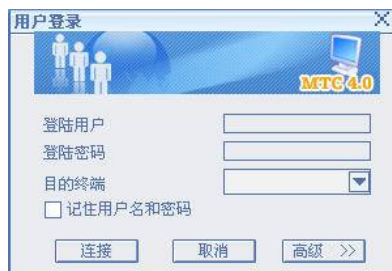 用户登录
MTC 4.0
登陆用户
登陆密码
目的终端
记住用户名和密码
连接 取消 高级 >>